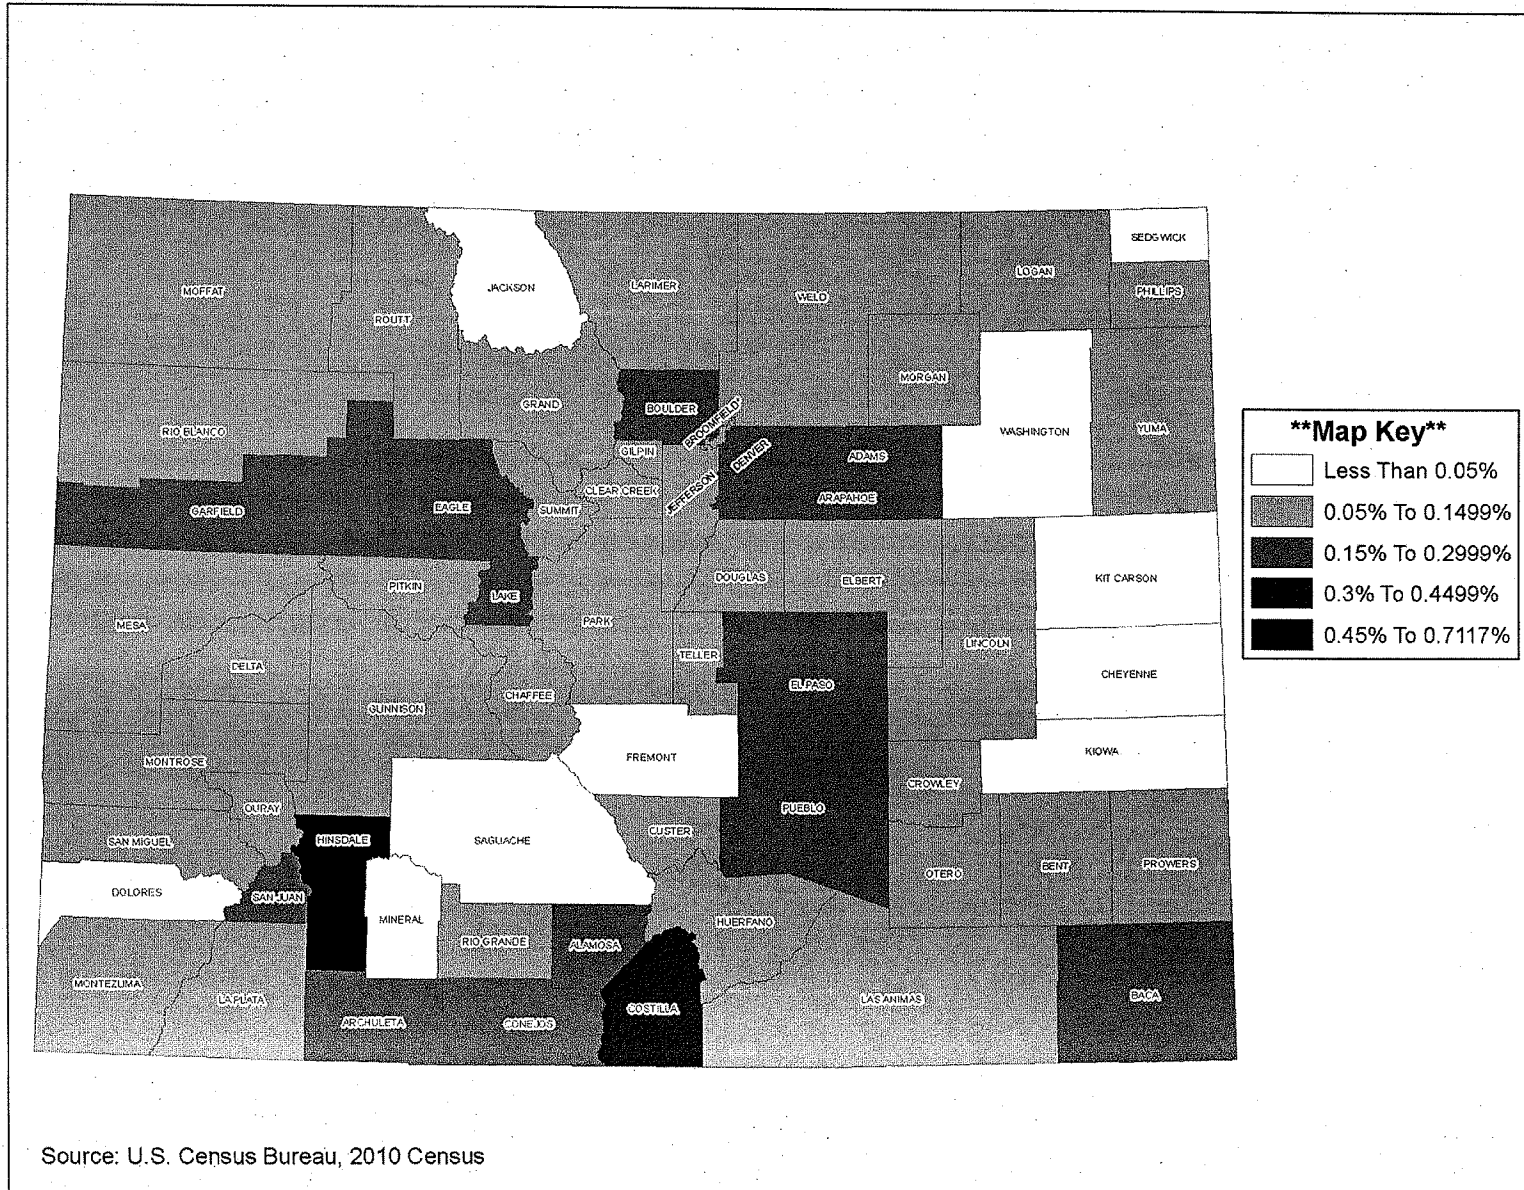 SEDGWICK
LOGAN
JACKSON
LARIMER
MOFFAT
WELD
PHILLIPS
ROUTT
MORGAN
GRAND
BOULDER
BROOMFIELD*
RIO BLANCO
WASHINGTON
YUMA
GILPIN
DENVER
ADAMS
CLEAR CREEK
JEFFERSON
ARAPAHOE
GARFIELD
EAGLE
SUMMIT
PITKIN
DOUGLAS
ELBERT
KIT CARSON
LAKE
MESA
PARK
LINCOLN
DELTA
TELLER
CHEYENNE
EL PASO
CHAFFEE
GUNNISON
MONTROSE
FREMONT
KIOWA
CROWLEY
OURAY
PUEBLO
SAN MIGUEL
HINSDALE
SAGUACHE
CUSTER
DOLORES
SAN JUAN
OTERO
BENT
PROWERS
MINERAL
RIO GRANDE
ALAMOSA
HUERFANO
MONTEZUMA
LA PLATA
ARCHULETA
CONEJOS
COSTILLA
LAS ANIMAS
BACA
**Map Key**
Less Than 0.05%
0.05% To 0.1499%
0.15% To 0.2999%
0.3% To 0.4499%
0.45% To 0.7117%
Source: U.S. Census Bureau, 2010 Census